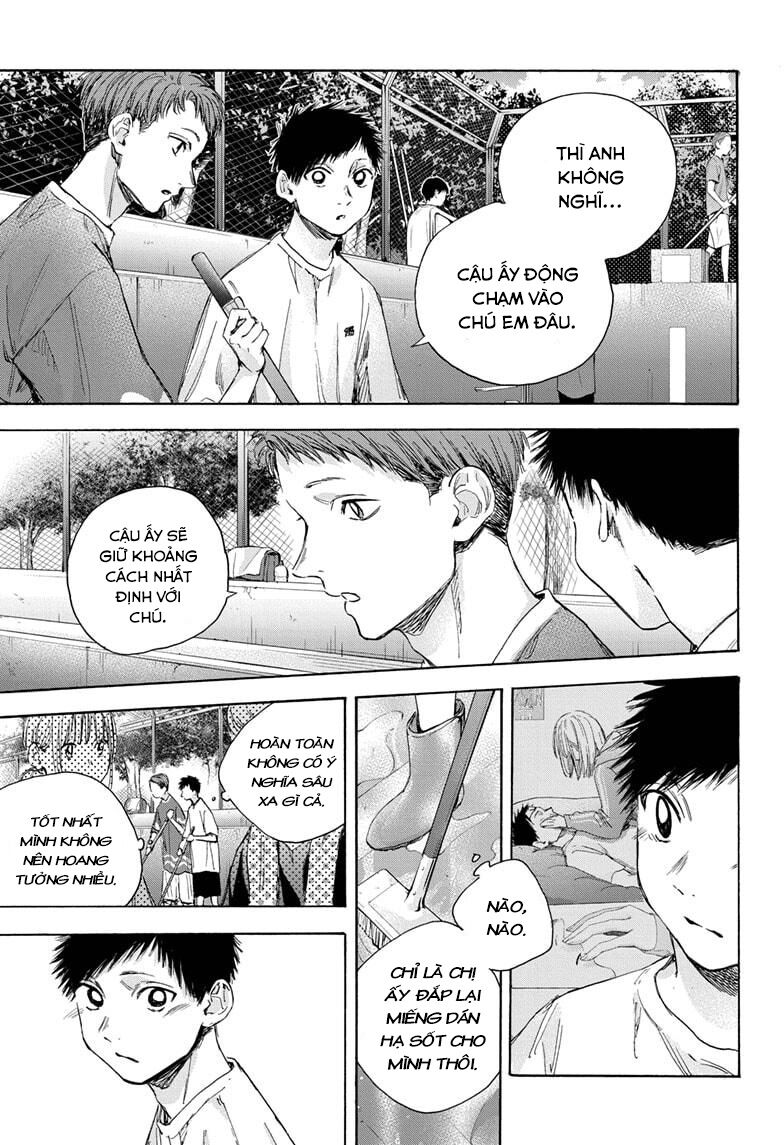 THÌ ANH
KHÔNG
NGHĨ...
CẬU ẤY ĐỘNG
CHẠM VÀO
CHÚ EM ĐÂU.
CẬU ẤY SẼ
GIỮ KHOẢNG
CÁCH NHẤT
ĐỊNH VỚI
CHÚ.
NÀO,
NÀO.
CHỈ LÀ CHỊ
ẤY ĐẮP LẠI
MIẾNG DÁN
HẠ SỐT CHO
MÌNH THÔI.
HOÀN TOÀN
KHÔNG CÓ Ý
NGHĨA SÂU
XA GÌ CẢ.
TỐT NHẤT
MÌNH KHÔNG
NÊN HOANG
TƯỞNG NHIỀU.